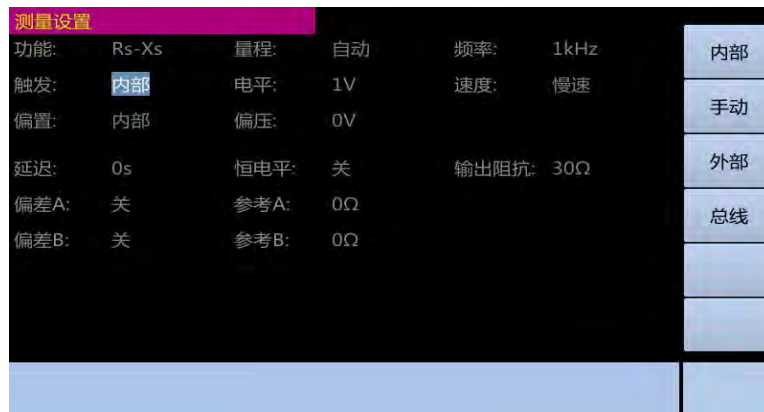 测量设置
功能: Rs-Xs 量程: 自动 频率: 1kHz
触发: 内部 电平: 1V 速度: 慢速
偏置: 内部 偏压: 0V
延迟: 0s 恒电平: 关 输出阻抗: 30Ω
偏差A: 关 参考A: 0Ω
偏差B: 关 参考B: 0Ω
内部
手动
外部
总线